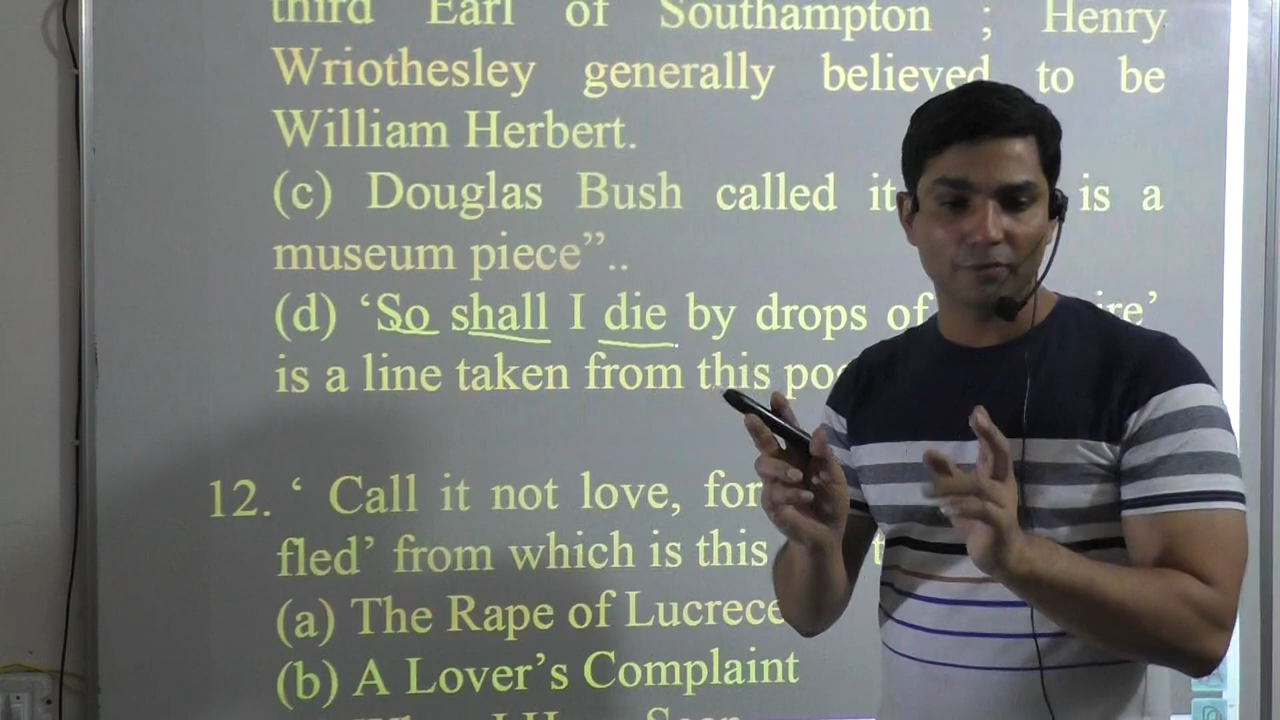 third Earl of Southampton ; Henry
Wriothesley generally believed to be
William Herbert.
(c) Douglas Bush called it is a
museum piece”..
(d) ‘So shall I die by drops of
is a line taken from this
12. ‘ Call it not love, for
fled’ from which is this
(a) The Rape of Lucrece
(b) A Lover’s Complaint